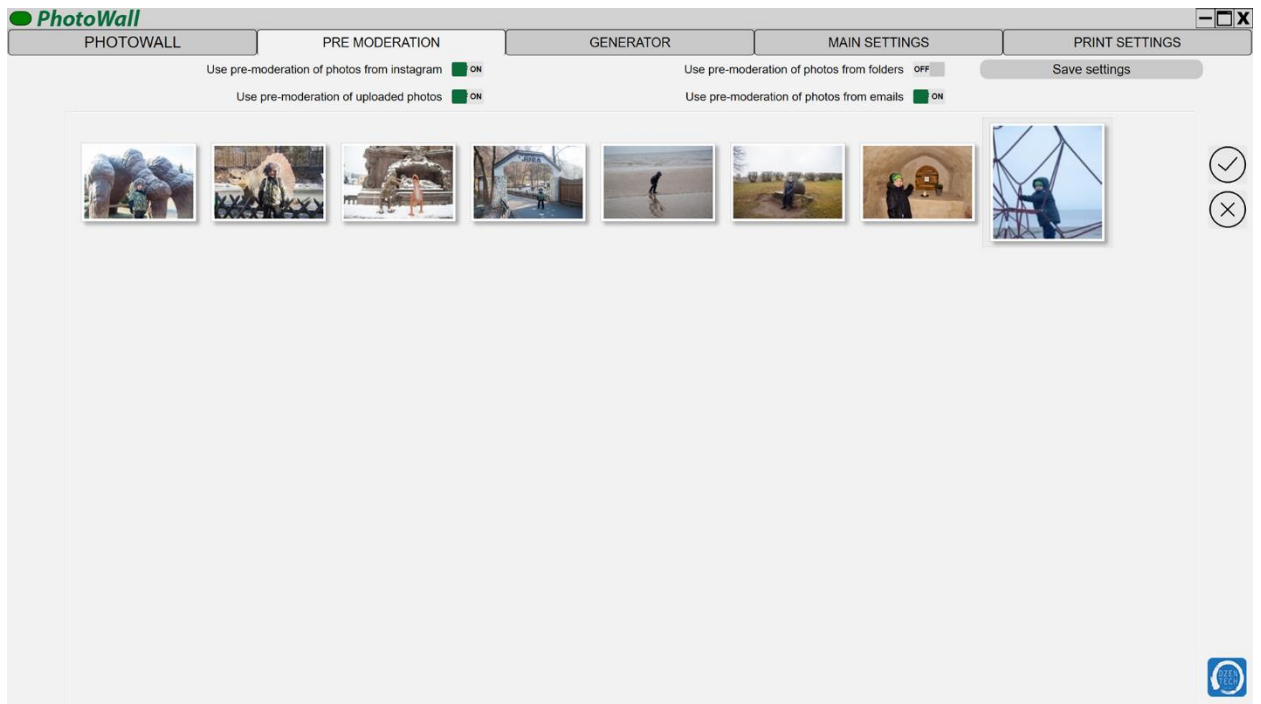 PhotoWall
PHOTOWALL PRE MODERATION GENERATOR MAIN SETTINGS PRINT SETTINGS
Use pre-moderation of photos from instagram ON Use pre-moderation of photos from folders OFF Save settings
Use pre-moderation of uploaded photos ON Use pre-moderation of photos from emails ON
DZEN
TECH